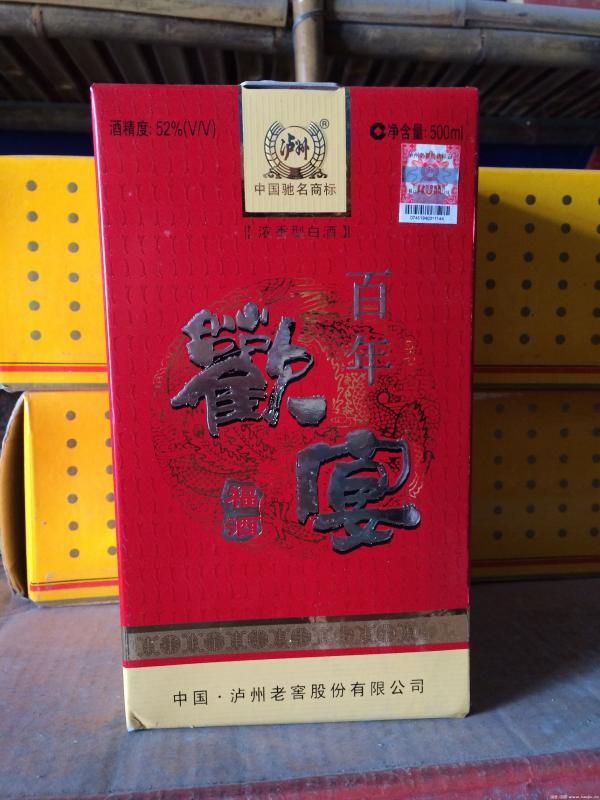 酒精度: 52%(V/V)
泸州
®
中国驰名商标
浓香型白酒
净含量: 500ml
百年
歡宴
福酒
中国·泸州老窖股份有限公司